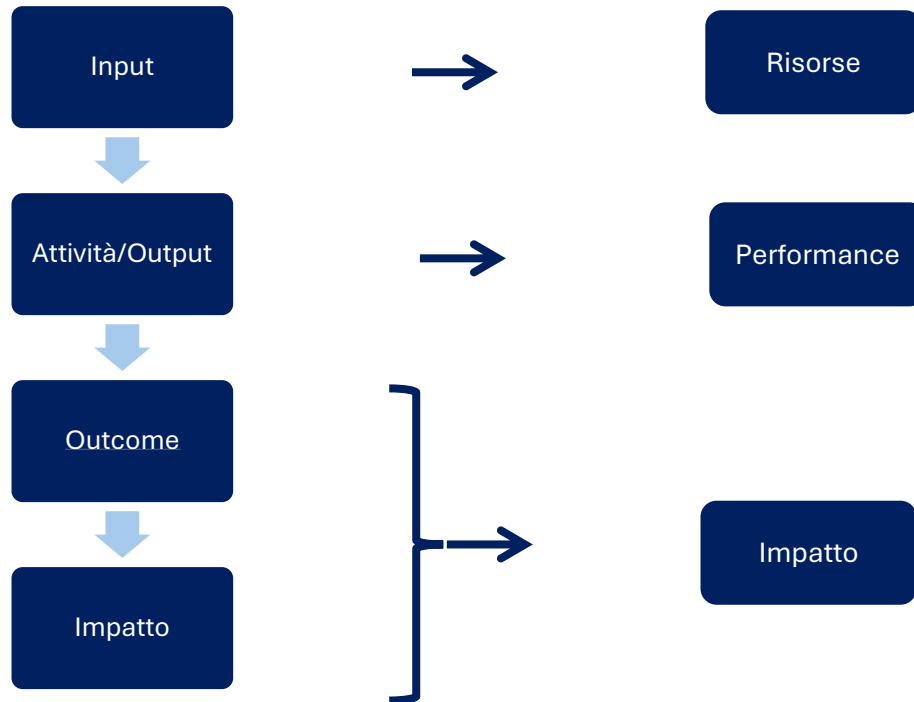 Input
Risorse
Attività/Output
Performance
Outcome
Impatto
Impatto